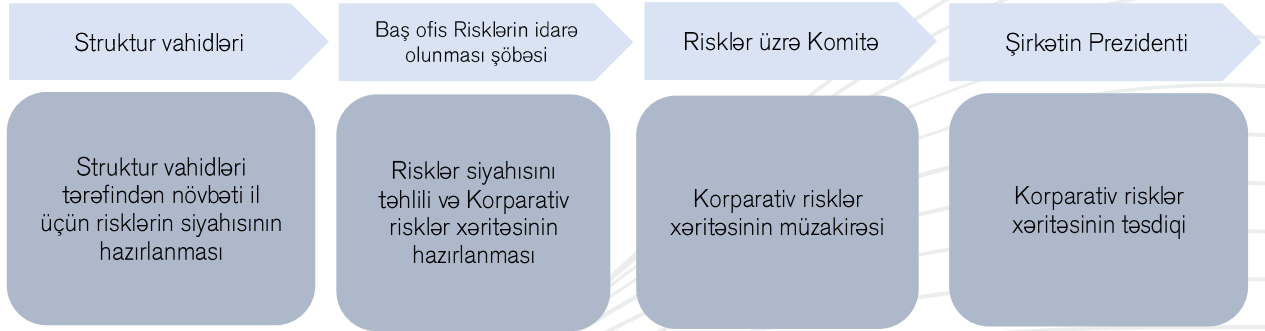 Struktur vahidləri
Baş ofis Risklərin idarə
olunması şöbəsi
Risklər üzrə Komitə
Şirkətin Prezidenti
Struktur vahidləri
tərəfindən növbəti il
üçün risklərin siyahısının
hazırlanması
Risklər siyahısını
təhlili və Korporativ
risklər xəritəsinin
hazırlanması
Korparativ risklər
xəritəsinin müzakirəsi
Korparativ risklər
xəritəsinin təsdiqi